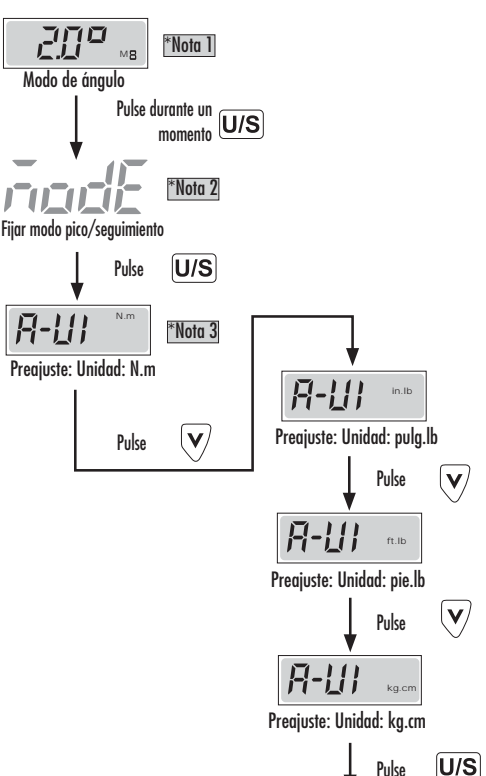 2.0° M8 *Nota 1
Modo de ángulo
Pulse durante un
momento U/S
modE *Nota 2
Fijar modo pico/seguimiento
Pulse U/S
A-UI N.m *Nota 3
Preajuste: Unidad: N.m
Pulse V
A-UI in.lb
Preajuste: Unidad: pulg.lb
Pulse V
A-UI ft.lb
Preajuste: Unidad: pie.lb
Pulse V
A-UI kg.cm
Preajuste: Unidad: kg.cm
Pulse U/S